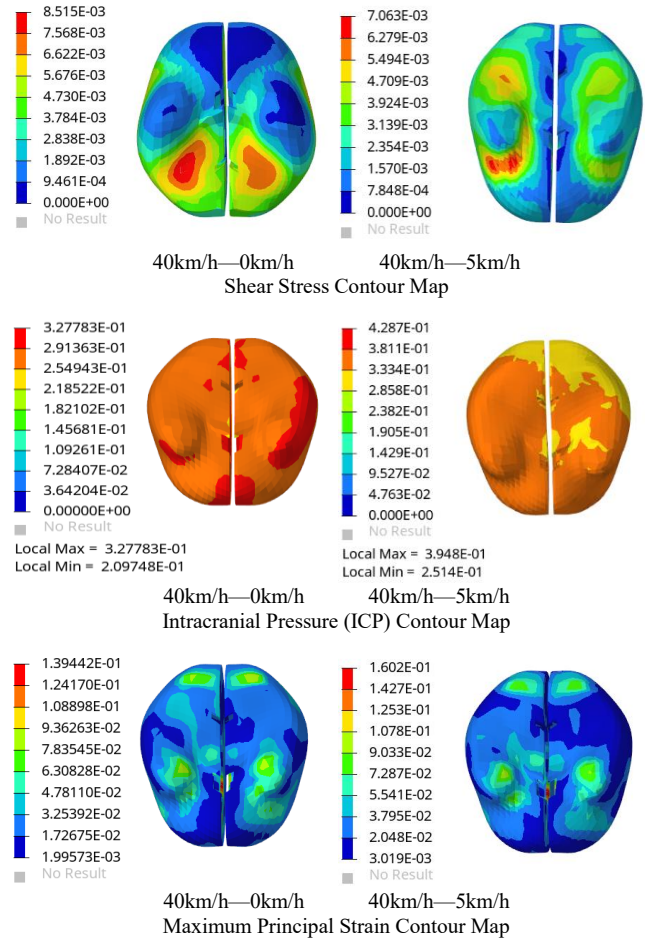 8.515E-03
7.568E-03
6.622E-03
5.676E-03
4.730E-03
3.784E-03
2.838E-03
1.892E-03
9.461E-04
0.000E+00
No Result
7.063E-03
6.279E-03
5.494E-03
4.709E-03
3.924E-03
3.139E-03
2.354E-03
1.570E-03
7.848E-04
0.000E+00
No Result
40km/h—0km/h
40km/h—5km/h
Shear Stress Contour Map
3.27783E-01
2.91363E-01
2.54943E-01
2.18522E-01
1.82102E-01
1.45681E-01
1.09261E-01
7.28407E-02
3.64204E-02
0.00000E+00
No Result
Local Max = 3.27783E-01
Local Min = 2.09748E-01
4.287E-01
3.811E-01
3.334E-01
2.858E-01
2.382E-01
1.905E-01
1.429E-01
9.527E-02
4.763E-02
0.000E+00
No Result
Local Max = 3.948E-01
Local Min = 2.514E-01
40km/h—0km/h
40km/h—5km/h
Intracranial Pressure (ICP) Contour Map
1.39442E-01
1.24170E-01
1.08898E-01
9.36263E-02
7.83545E-02
6.30828E-02
4.78110E-02
3.25392E-02
1.72675E-02
1.99573E-03
No Result
1.602E-01
1.427E-01
1.253E-01
1.078E-01
9.033E-02
7.287E-02
5.541E-02
3.795E-02
2.048E-02
3.019E-03
No Result
40km/h—0km/h
40km/h—5km/h
Maximum Principal Strain Contour Map